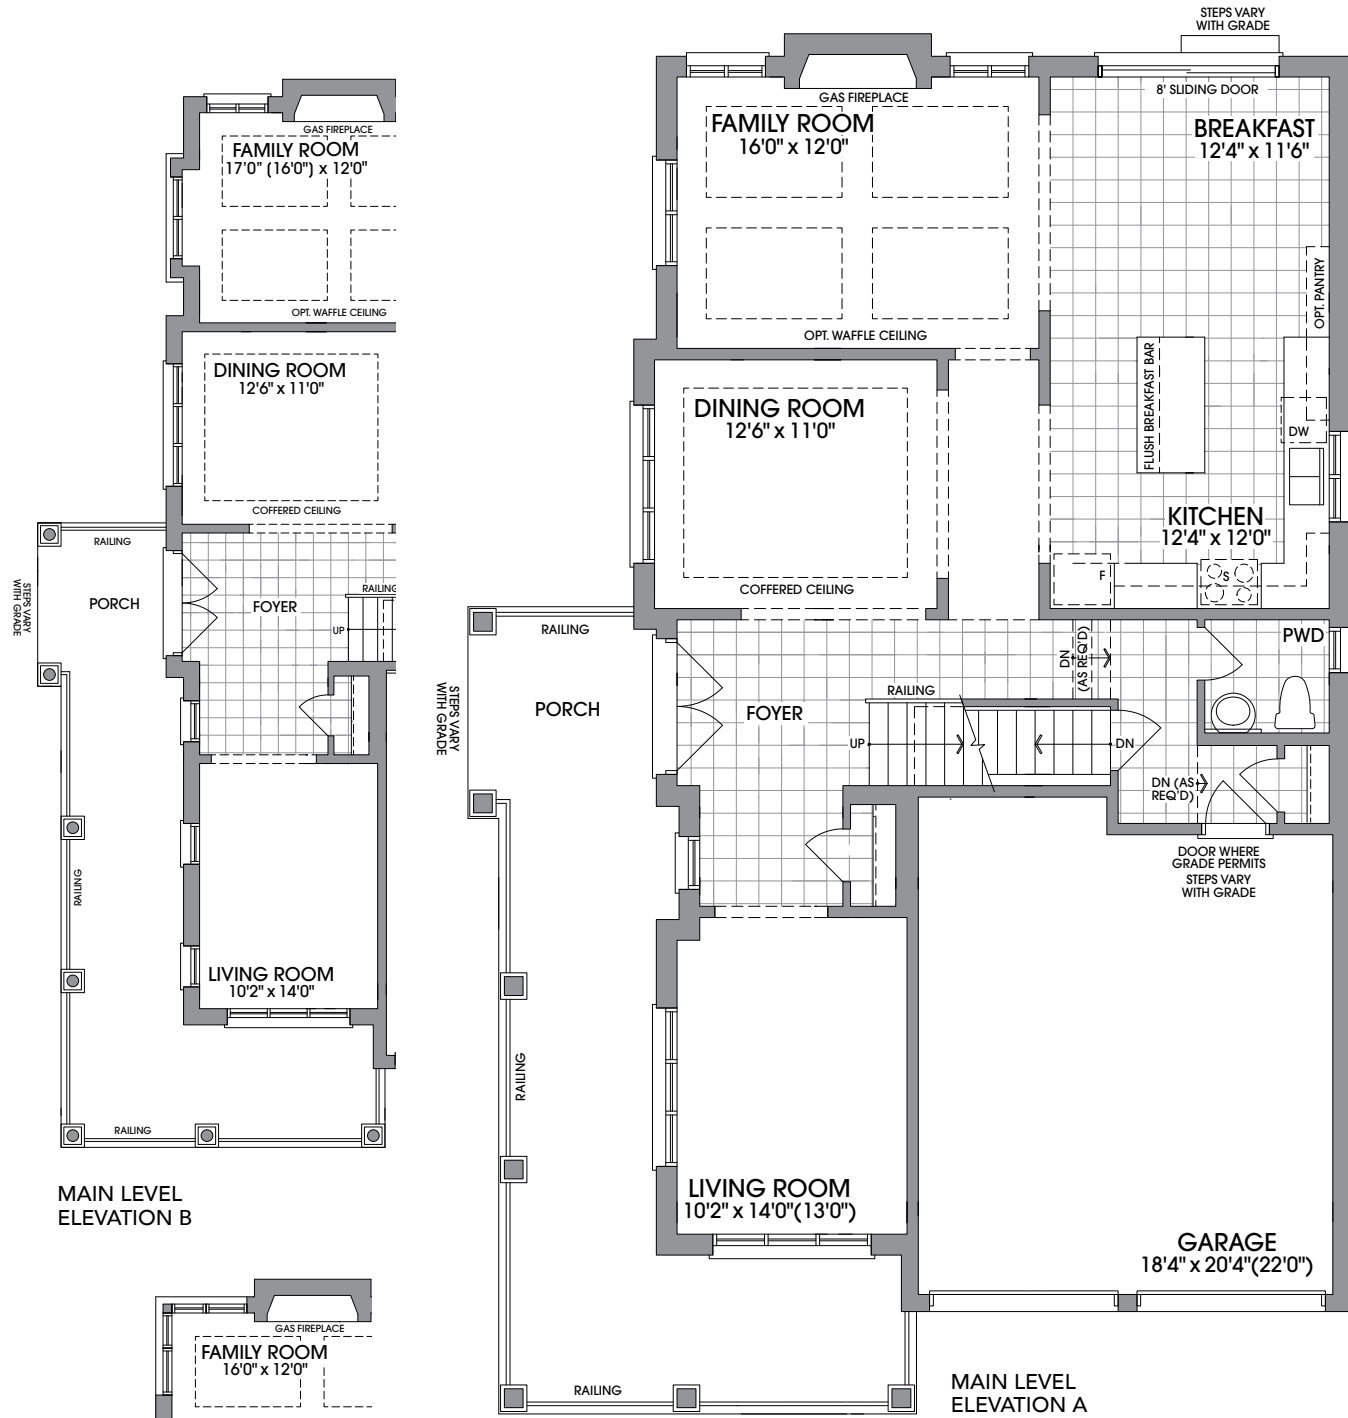 STEPS VARY
WITH GRADE
GAS FIREPLACE
FAMILY ROOM
16'0" x 12'0"
OPT. WAFFLE CEILING
8' SLIDING DOOR
BREAKFAST
12'4" x 11'6"
OPT. PANTRY
FLUSH BREAKFAST BAR
DW
KITCHEN
12'4" x 12'0"
F
S
DINING ROOM
12'6" x 11'0"
COFFERED CEILING
RAILING
STEPS VARY
WITH GRADE
PORCH
FOYER
RAILING
UP
DN
DN
(AS REQ'D)
PWD
DN (AS
REQ'D)
DOOR WHERE
GRADE PERMITS
STEPS VARY
WITH GRADE
RAILING
LIVING ROOM
10'2" x 14'0"(13'0")
GARAGE
18'4" x 20'4"(22'0")
RAILING
MAIN LEVEL
ELEVATION A
GAS FIREPLACE
FAMILY ROOM
17'0" (16'0") x 12'0"
OPT. WAFFLE CEILING
DINING ROOM
12'6" x 11'0"
COFFERED CEILING
RAILING
STEPS VARY
WITH GRADE
PORCH
FOYER
RAILING
UP
RAILING
LIVING ROOM
10'2" x 14'0"
RAILING
MAIN LEVEL
ELEVATION B
GAS FIREPLACE
FAMILY ROOM
16'0" x 12'0"